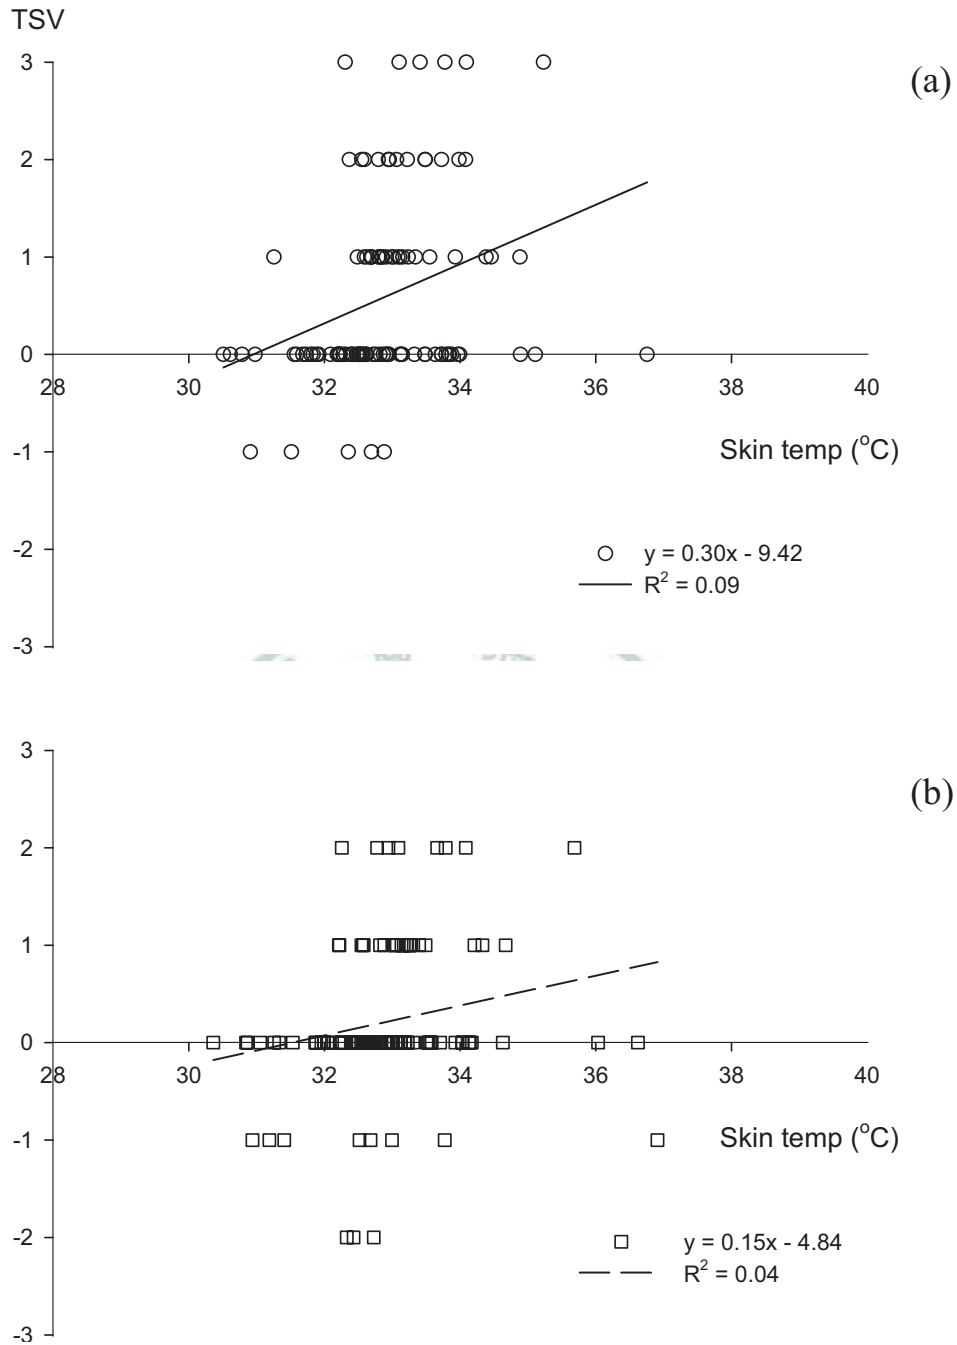 TSV
3
(a)
2
1
0
28 30 32 34 36 38 40
-1
Skin temp (°C)
-2
y = 0.30x - 9.42
R² = 0.09
-3
3
(b)
2
1
0
28 30 32 34 36 38 40
-1
Skin temp (°C)
-2
y = 0.15x - 4.84
R² = 0.04
-3